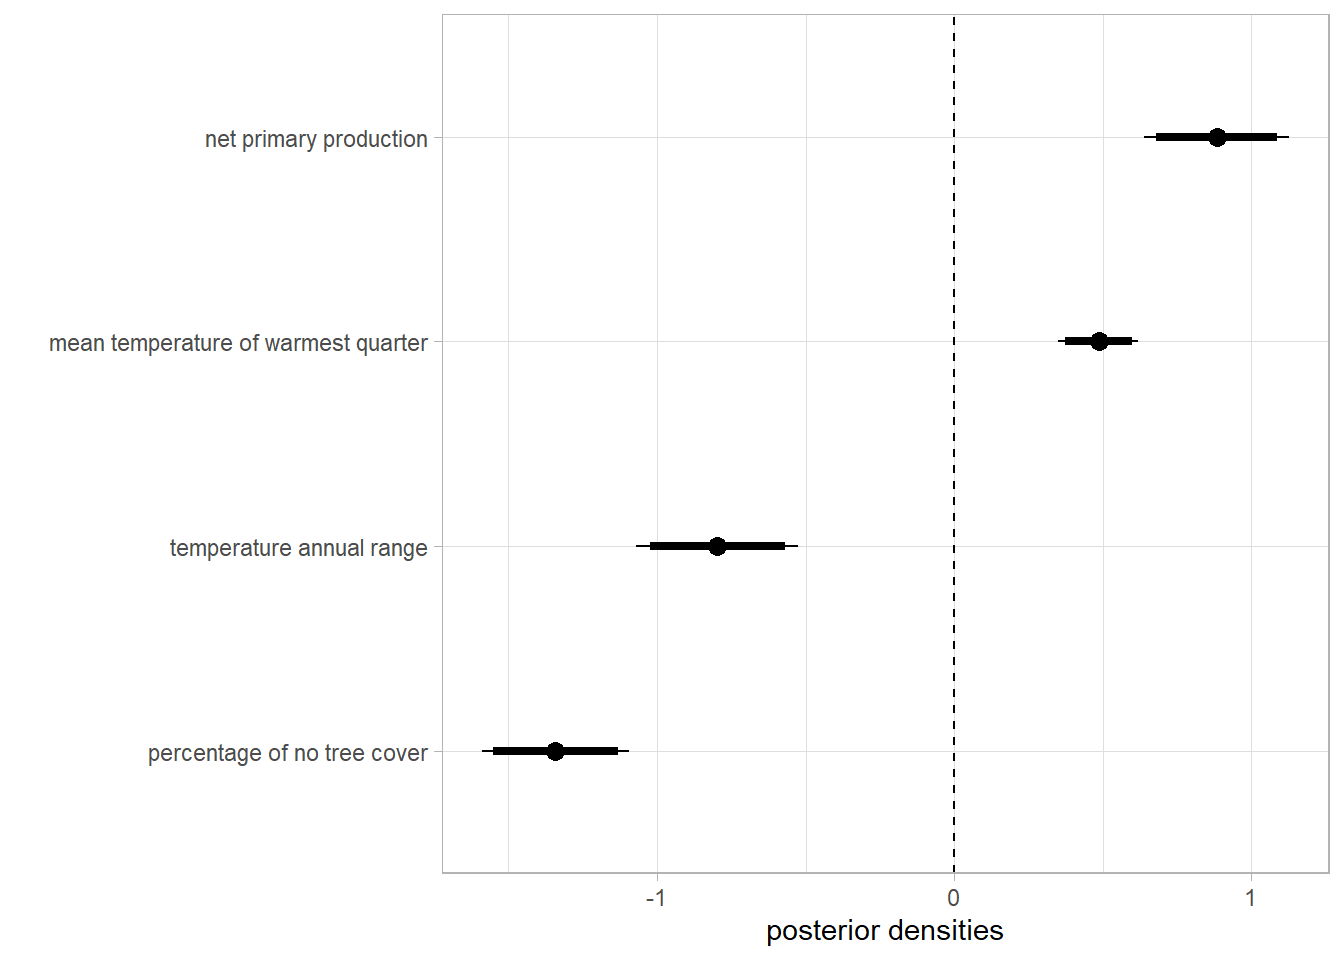 net primary production
mean temperature of warmest quarter
temperature annual range
percentage of no tree cover
-1 0 1
posterior densities